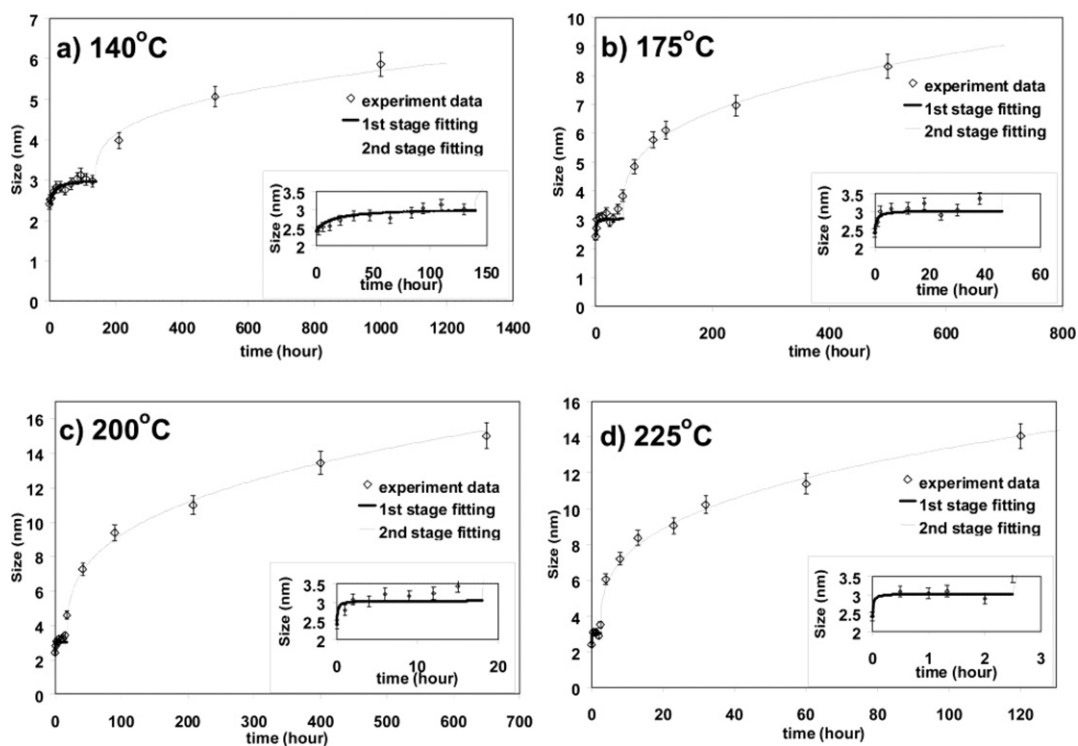 a) 140°C
7
6
5
4
3
2
1
0
Size (nm)
experiment data
1st stage fitting
2nd stage fitting
3.5
3
2.5
2
Size (nm)
0 50 100 150
time (hour)
0 200 400 600 800 1000 1200 1400
time (hour)
b) 175°C
10
9
8
7
6
5
4
3
2
1
0
Size (nm)
experiment data
1st stage fitting
2nd stage fitting
3.5
3
2.5
2
Size (nm)
0 20 40 60
time (hour)
0 200 400 600 800
time (hour)
c) 200°C
16
14
12
10
8
6
4
2
0
Size (nm)
experiment data
1st stage fitting
2nd stage fitting
3.5
3
2.5
2
Size (nm)
0 10 20
time (hour)
0 100 200 300 400 500 600 700
time (hour)
d) 225°C
16
14
12
10
8
6
4
2
0
Size (nm)
experiment data
1st stage fitting
2nd stage fitting
3.5
3
2.5
2
Size (nm)
0 1 2 3
time (hour)
0 20 40 60 80 100 120
time (hour)